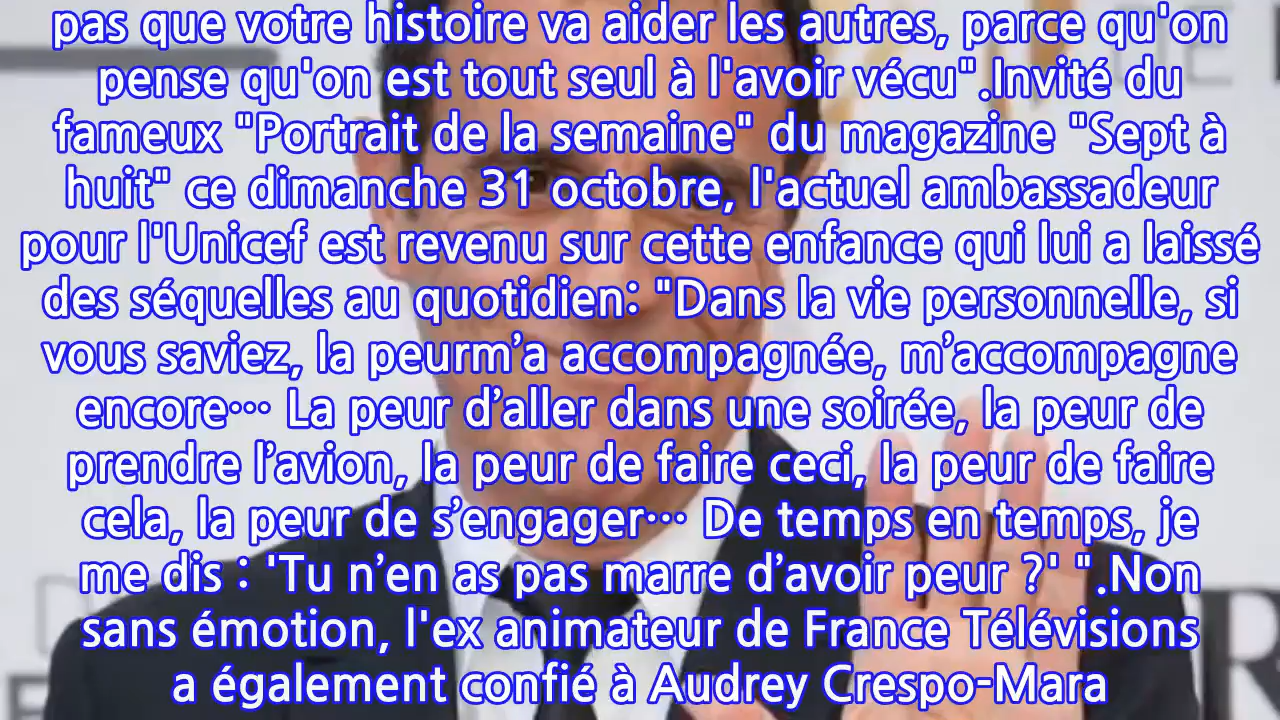 pas que votre histoire va aider les autres, parce qu'on
pense qu'on est tout seul à l'avoir vécu".Invité du
fameux "Portrait de la semaine" du magazine "Sept à
huit" ce dimanche 31 octobre, l'actuel ambassadeur
pour l'Unicef est revenu sur cette enfance qui lui a laissé
des séquelles au quotidien: "Dans la vie personnelle, si
vous saviez, la peurm’a accompagnée, m’accompagne
encore… La peur d’aller dans une soirée, la peur de
prendre l’avion, la peur de faire ceci, la peur de faire
cela, la peur de s’engager… De temps en temps, je
me dis : 'Tu n’en as pas marre d’avoir peur ?' ".Non
sans émotion, l'ex animateur de France Télévisions
a également confié à Audrey Crespo-Mara